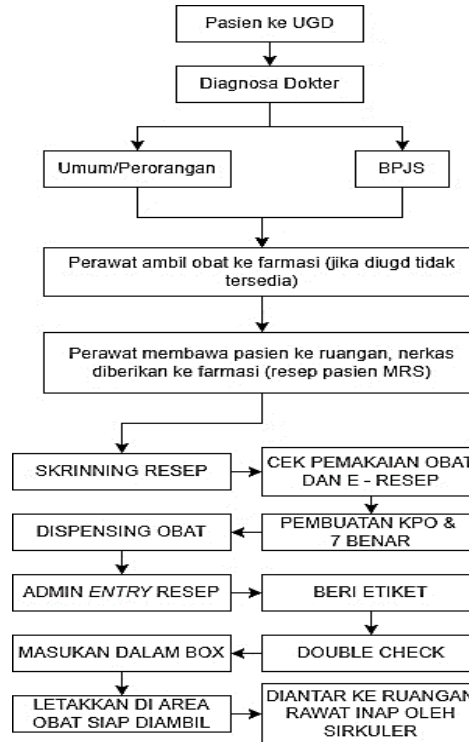 Pasien ke UGD
Diagnosa Dokter
Umum/Perorangan
BPJS
Perawat ambil obat ke farmasi (jika diugd tidak
tersedia)
Perawat membawa pasien ke ruangan, nerkas
diberikan ke farmasi (resep pasien MRS)
SKRINNING RESEP
CEK PEMAKAIAN OBAT
DAN E - RESEP
DISPENSING OBAT
PEMBUATAN KPO &
7 BENAR
ADMIN ENTRY RESEP
BERI ETIKET
MASUKAN DALAM BOX
DOUBLE CHECK
LETAKKAN DI AREA
OBAT SIAP DIAMBIL
DIANTAR KE RUANGAN
RAWAT INAP OLEH
SIRKULER